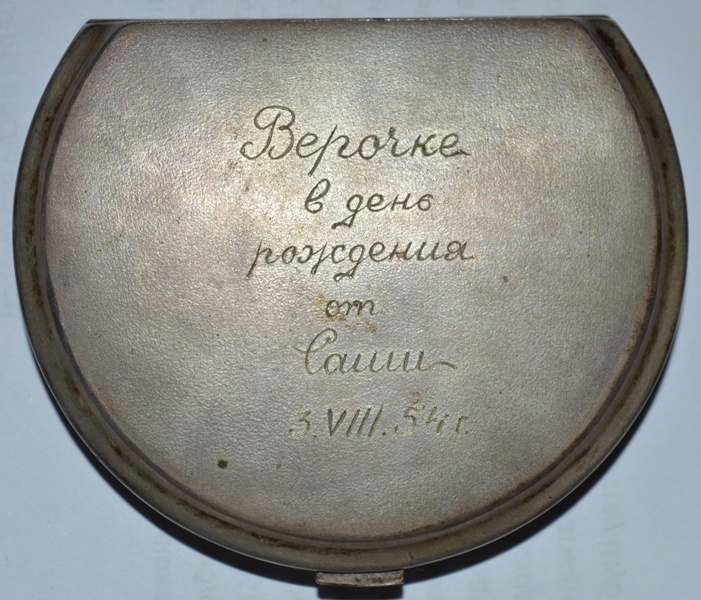 Верочке
в день
рождения
от
Саши
3.VIII.54 г.